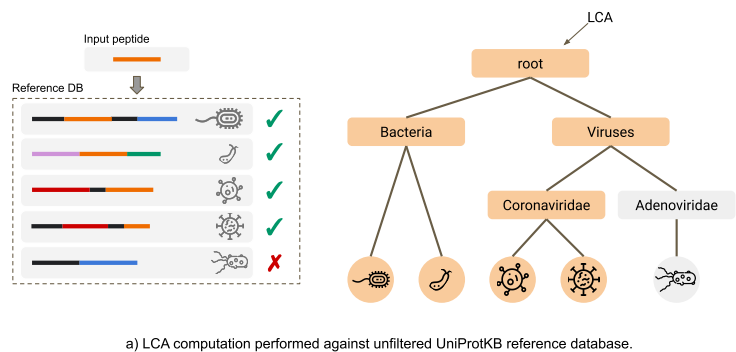 Input peptide
Reference DB
LCA
root
Bacteria
Viruses
Coronaviridae
Adenoviridae
a) LCA computation performed against unfiltered UniProtKB reference database.